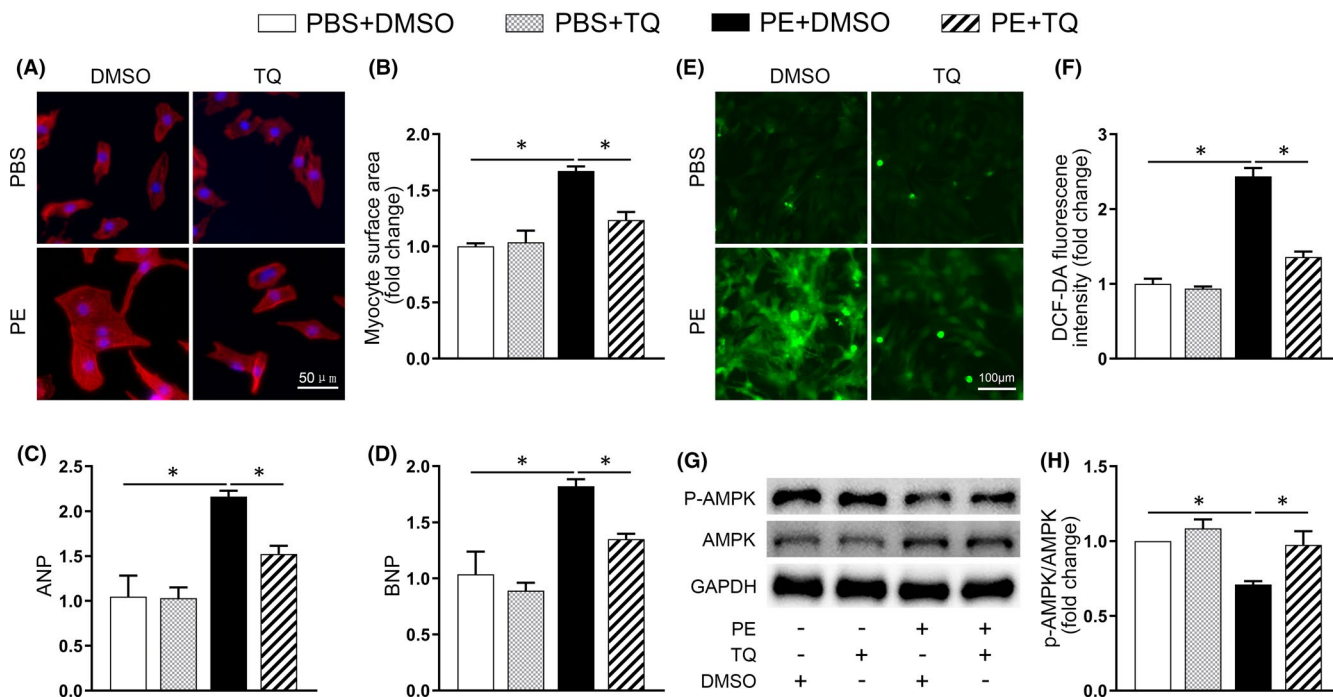 PBS+DMSO PBS+TQ PE+DMSO PE+TQ
(A)
DMSO TQ
PBS
PE
50 μm
(B)
Myocyte surface area
(fold change)
2.0
1.5
1.0
0.5
0.0
* *
(E)
DMSO TQ
PBS
PE
100μm
(F)
DCF-DA fluorescene
intensity (fold change)
3
2
1
0
* *
(C)
ANP
2.5
2.0
1.5
1.0
0.5
0.0
* *
(D)
BNP
2.0
1.5
1.0
0.5
0.0
* *
(G)
P-AMPK
AMPK
GAPDH
PE - - + +
TQ - + - +
DMSO + - + -
(H)
p-AMPK/AMPK
(fold change)
1.5
1.0
0.5
0.0
* *